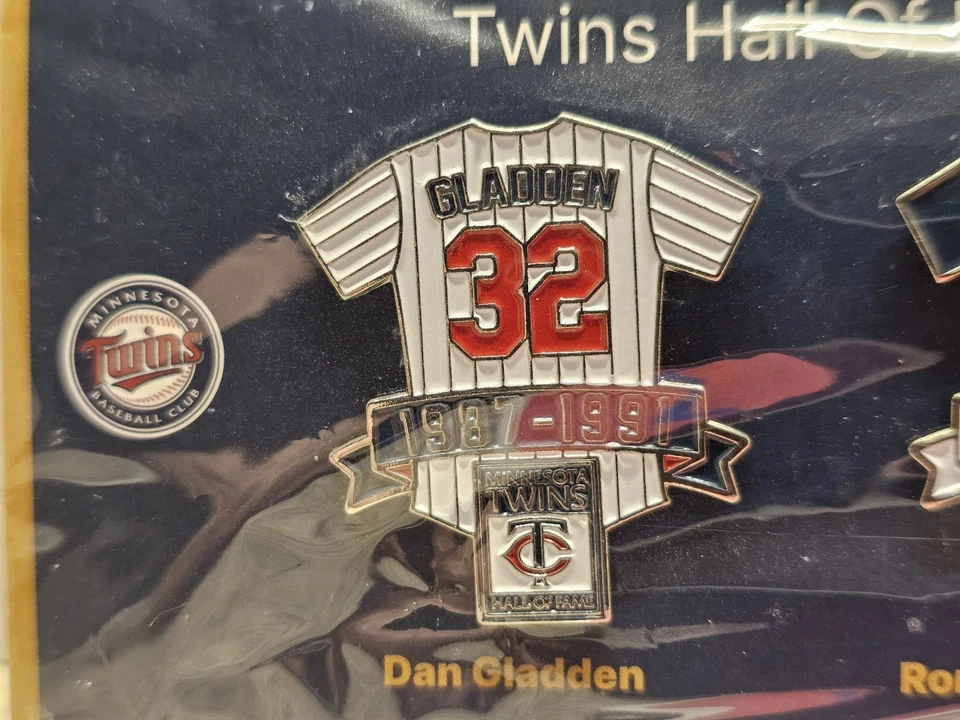 Twins Hall Of
GLADDEN
32
MINNESOTA
Twins
BASEBALL CLUB
1987-1991
MINNESOTA
TWINS
TC
HALL OF FAME
Dan Gladden
Ron